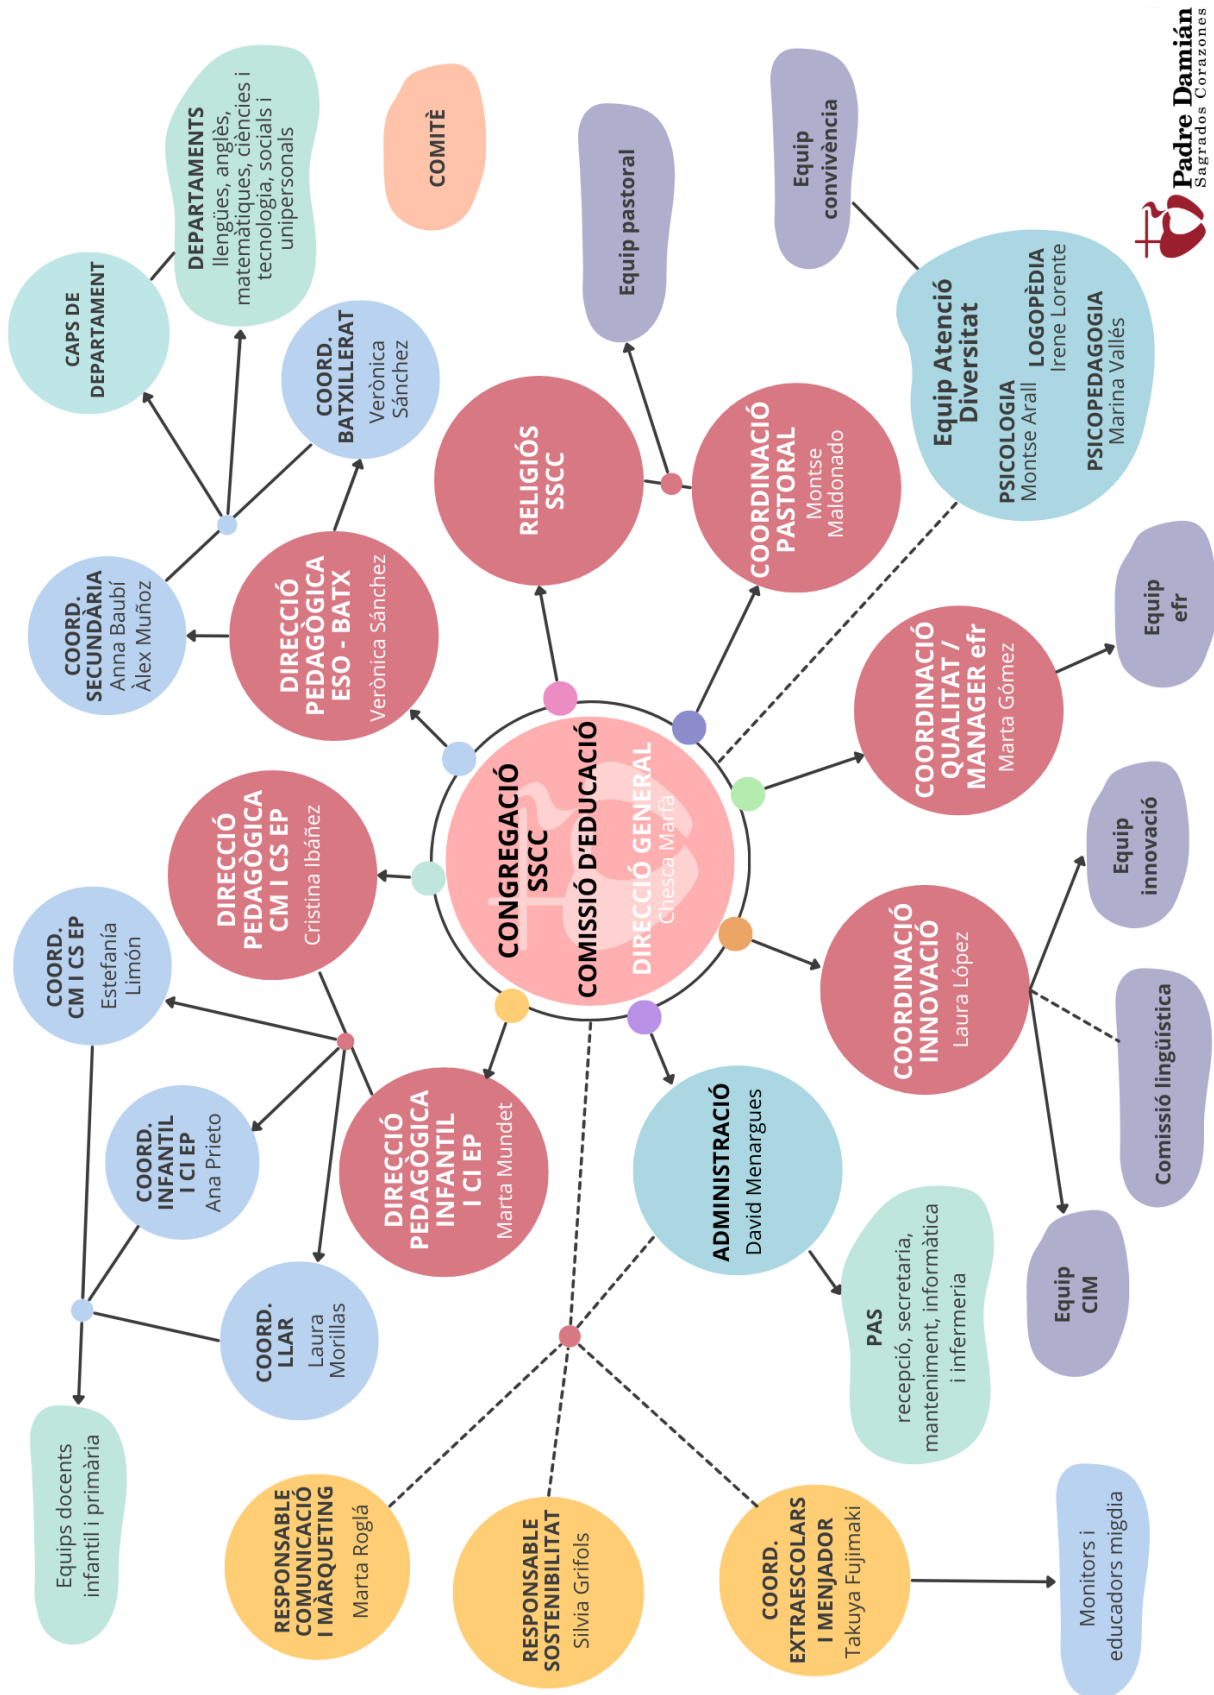 Equips docents
infantil i primària
COORD.
CM I CS EP
Estefanía
Limón
COORD.
SECUNDÀRIA
Anna Baubí
Àlex Muñoz
CAPS DE
DEPARTAMENT
COORD.
INFANTIL
I CI EP
Ana Prieto
DEPARTAMENTS
llengües, anglès,
matemàtiques, ciències i
tecnologia, socials i
unipersonals
COORD.
LLAR
Laura
Morillas
DIRECCIÓ
PEDAGÒGICA
CM I CS EP
Cristina Ibáñez
DIRECCIÓ
PEDAGÒGICA
ESO - BATX
Verònica Sánchez
COORD.
BATXILLERAT
Verònica
Sánchez
RESPONSABLE
COMUNICACIÓ
I MÀRQUETING
Marta Roglá
DIRECCIÓ
PEDAGÒGICA
INFANTIL
I CI EP
Marta Mundet
COMITÈ
CONGREGACIÓ
SSCC
COMISSIÓ D'EDUCACIÓ
DIRECCIÓ GENERAL
Chesca Marfà
RELIGIÓS
SSCC
RESPONSABLE
SOSTENIBILITAT
Silvia Grifols
Equip pastoral
ADMINISTRACIÓ
David Menargues
COORDINACIÓ
PASTORAL
Montse
Maldonado
COORD.
EXTRAESCOLARS
I MENJADOR
Takuya Fujimaki
Equip
convivència
PAS
recepció, secretaria,
manteniment, informàtica
i infermeria
COORDINACIÓ
INNOVACIÓ
Laura López
COORDINACIÓ
QUALITAT /
MANAGER efr
Marta Gómez
Equip Atenció
Diversitat
PSICOLOGIA
Montse Arall
LOGOPÈDIA
Irene Lorente
PSICOPEDAGOGIA
Marina Vallés
Monitors i
educadors migdia
Equip
CIM
Comissió lingüística
Equip
innovació
Equip
efr
Padre Damián
Sagrados Corazones